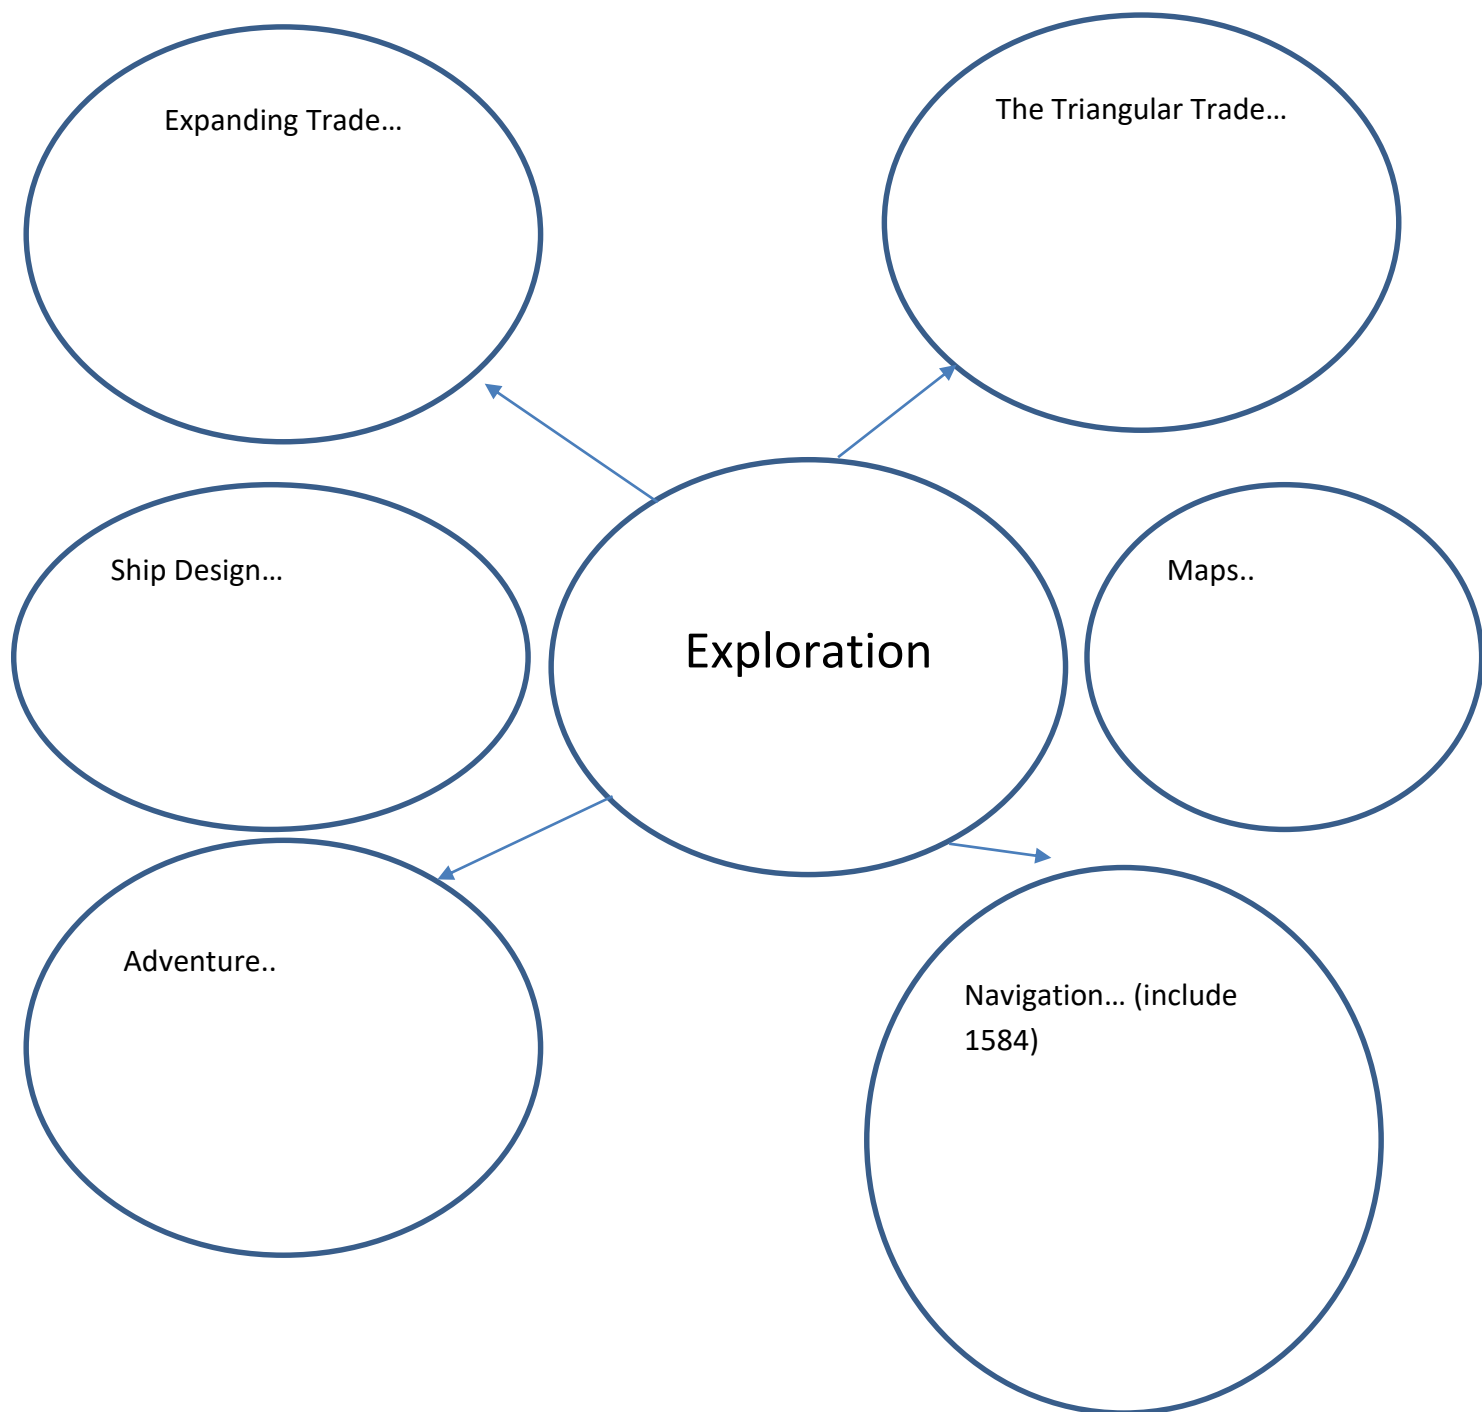 Expanding Trade…
The Triangular Trade…
Ship Design…
Exploration
Maps..
Adventure..
Navigation… (include
1584)